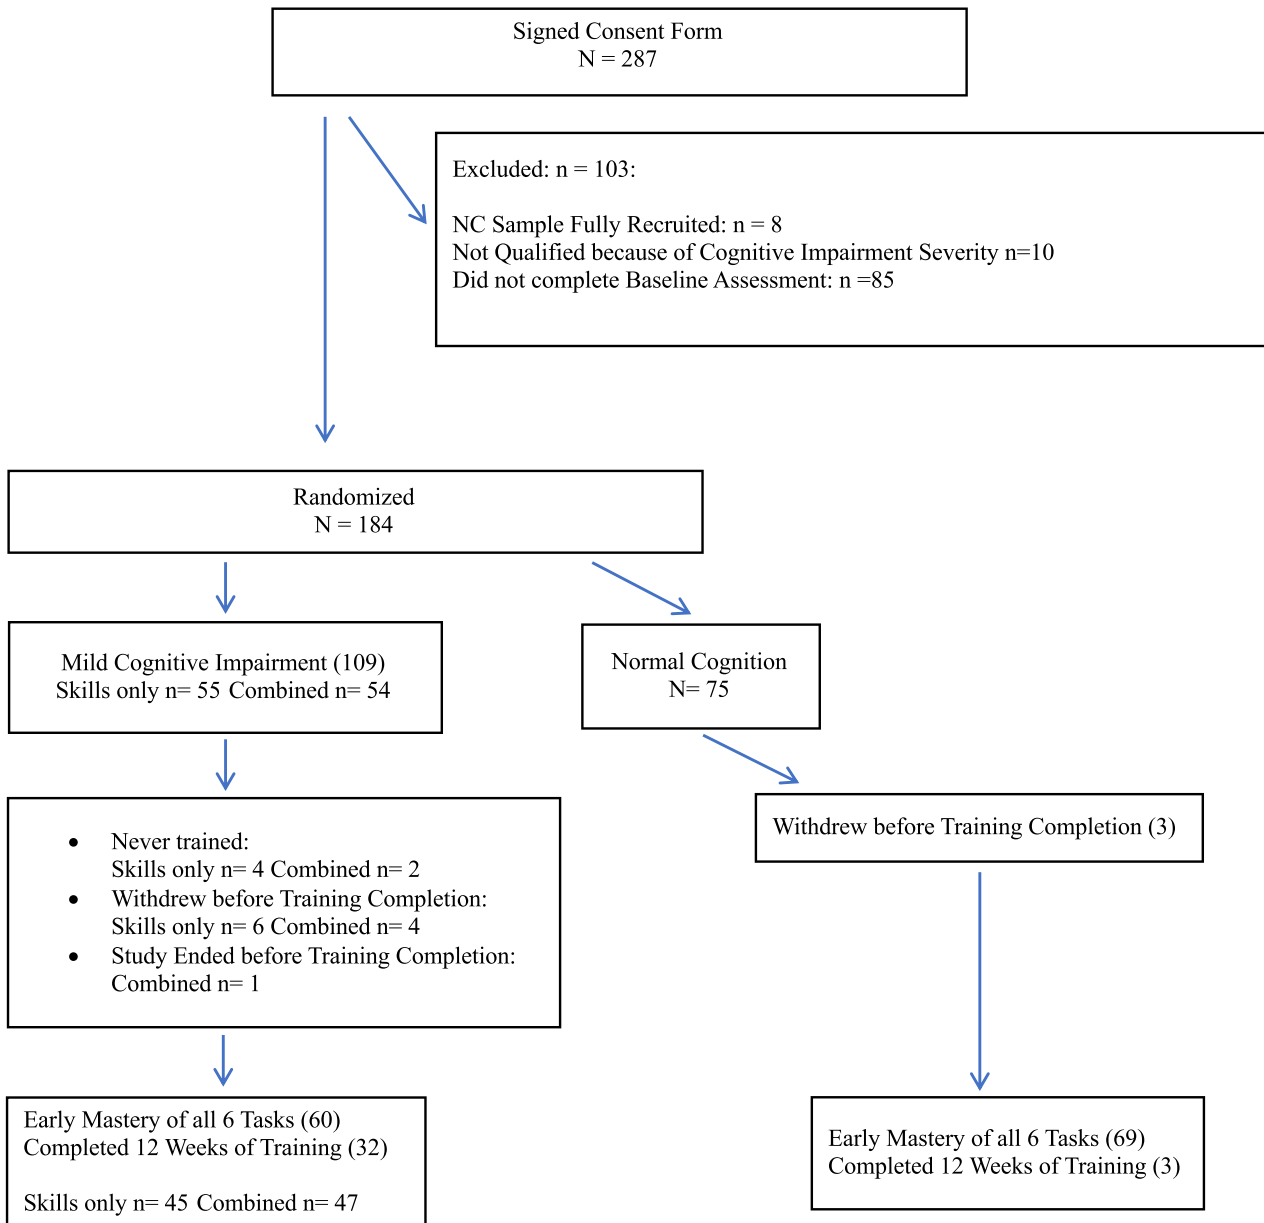 Signed Consent Form
N = 287
Excluded: n = 103:
NC Sample Fully Recruited: n = 8
Not Qualified because of Cognitive Impairment Severity n=10
Did not complete Baseline Assessment: n =85
Randomized
N = 184
Mild Cognitive Impairment (109)
Skills only n= 55 Combined n= 54
Normal Cognition
N= 75
• Never trained:
Skills only n= 4 Combined n= 2
• Withdrew before Training Completion:
Skills only n= 6 Combined n= 4
• Study Ended before Training Completion:
Combined n= 1
Withdrew before Training Completion (3)
Early Mastery of all 6 Tasks (60)
Completed 12 Weeks of Training (32)
Skills only n= 45 Combined n= 47
Early Mastery of all 6 Tasks (69)
Completed 12 Weeks of Training (3)